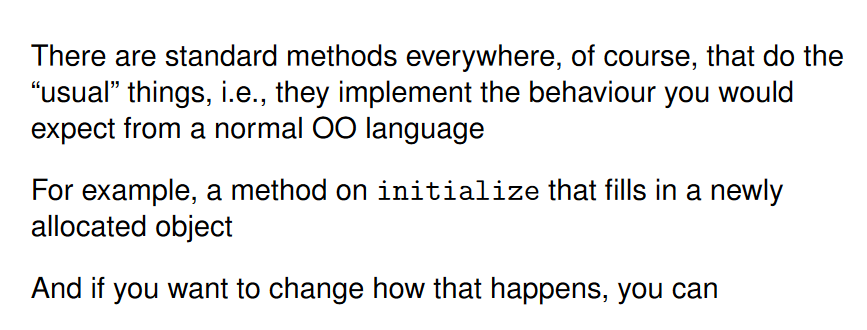 There are standard methods everywhere, of course, that do the
“usual” things, i.e., they implement the behaviour you would
expect from a normal OO language
For example, a method on initialize that fills in a newly
allocated object
And if you want to change how that happens, you can